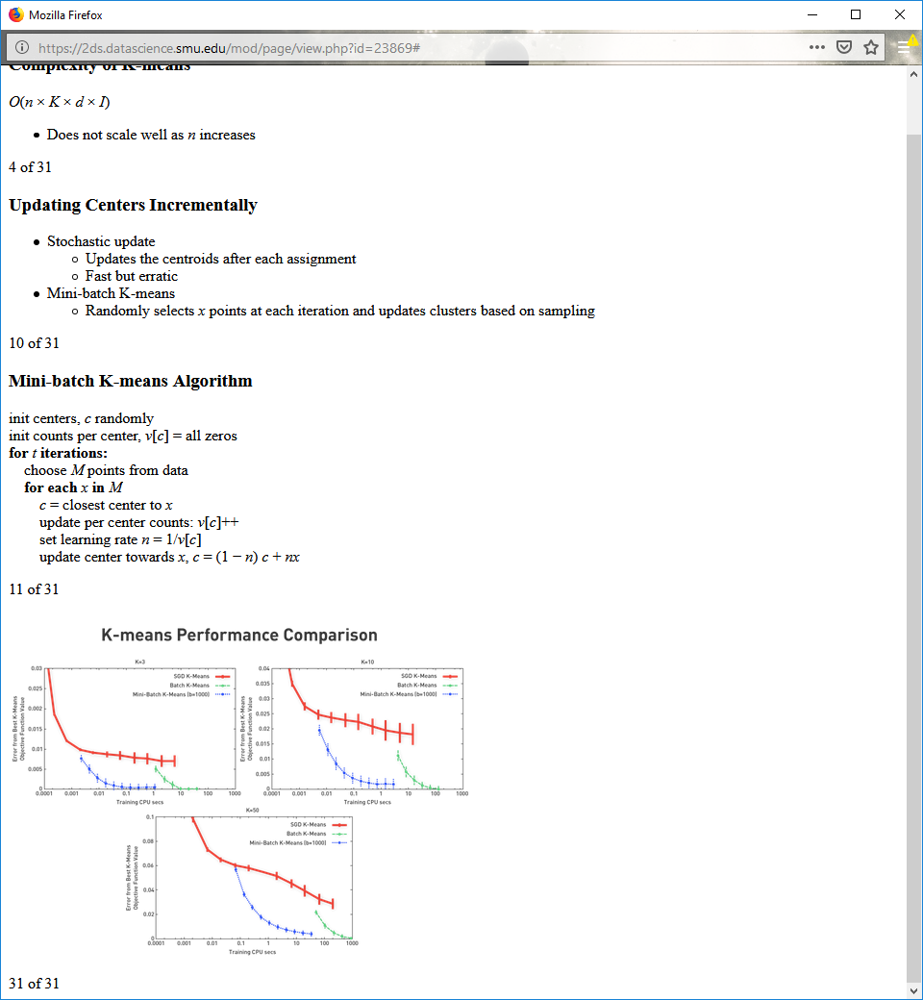 Mozilla Firefox
https://2ds.datascience.smu.edu/mod/page/view.php?id=23869#
Complexity of K-means
O(n × K × d × I)
• Does not scale well as n increases
4 of 31
Updating Centers Incrementally
• Stochastic update
○ Updates the centroids after each assignment
○ Fast but erratic
• Mini-batch K-means
○ Randomly selects x points at each iteration and updates clusters based on sampling
10 of 31
Mini-batch K-means Algorithm
init centers, c randomly
init counts per center, v[c] = all zeros
for t iterations:
choose M points from data
for each x in M
c = closest center to x
update per center counts: v[c]++
set learning rate n = 1/v[c]
update center towards x, c = (1 − n) c + nx
11 of 31
K-means Performance Comparison
K=3
SGD K-Means
Batch K-Means
Mini-Batch K-Means (b=1000)
Error from Best K-Means
Objective Function Value
0.03
0.025
0.002
0.015
0.01
0.005
0
0.0001 0.001 0.01 0.1 1 10 100 1000
Training CPU secs
K=10
SGD K-Means
Batch K-Means
Mini-Batch K-Means (b=1000)
Error from Best K-Means
Objective Function Value
0.04
0.035
0.03
0.025
0.02
0.015
0.01
0.005
0
0.0001 0.001 0.01 0.1 1 10 100 1000
Training CPU secs
K=50
SGD K-Means
Batch K-Means
Mini-Batch K-Means (b=1000)
Error from Best K-Means
Objective Function Value
0.1
0.08
0.06
0.04
0.02
0
0.0001 0.001 0.01 0.1 1 10 100 1000
Training CPU secs
31 of 31